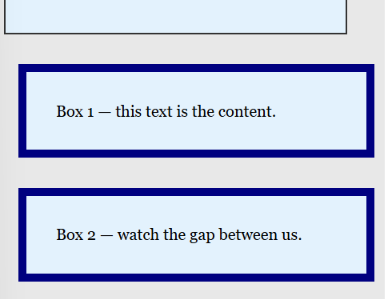 Box 1 — this text is the content.
Box 2 — watch the gap between us.